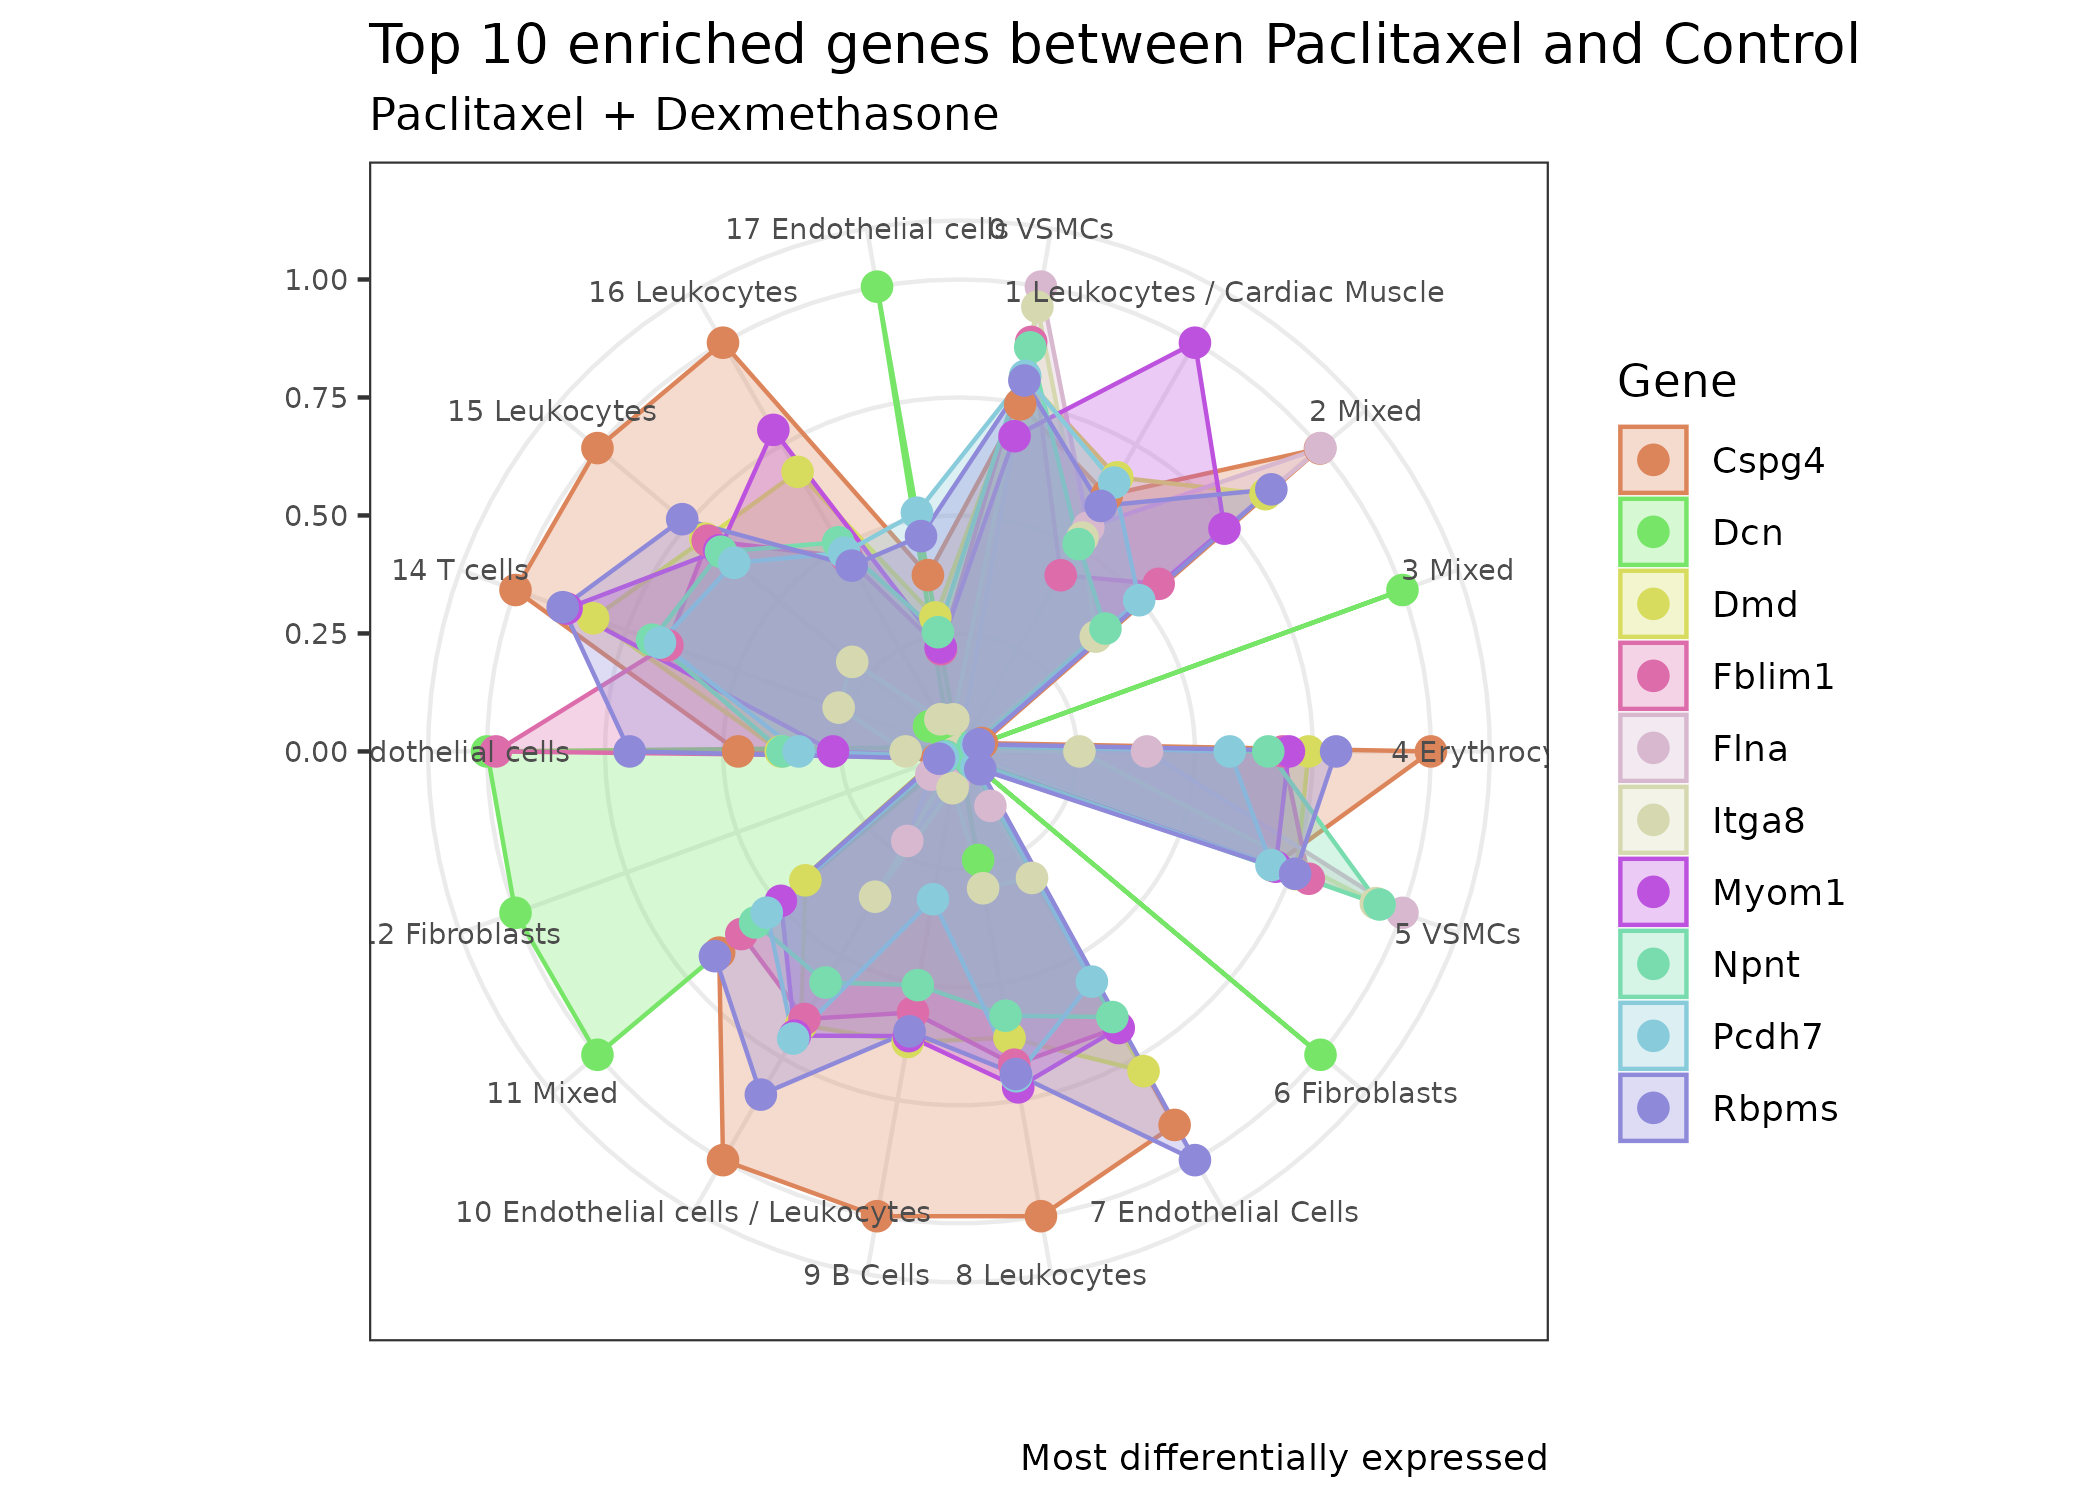 Top 10 enriched genes between Paclitaxel and Control
Paclitaxel + Dexmethasone
17 Endothelial cells
0 VSMCs
16 Leukocytes
1 Leukocytes / Cardiac Muscle
15 Leukocytes
2 Mixed
14 T cells
3 Mixed
dothelial cells
4 Erythrocy
2 Fibroblasts
5 VSMCs
11 Mixed
6 Fibroblasts
10 Endothelial cells / Leukocytes
7 Endothelial Cells
9 B Cells
8 Leukocytes
1.00
0.75
0.50
0.25
0.00
Gene
Cspg4
Dcn
Dmd
Fblim1
Flna
Itga8
Myom1
Npnt
Pcdh7
Rbpms
Most differentially expressed